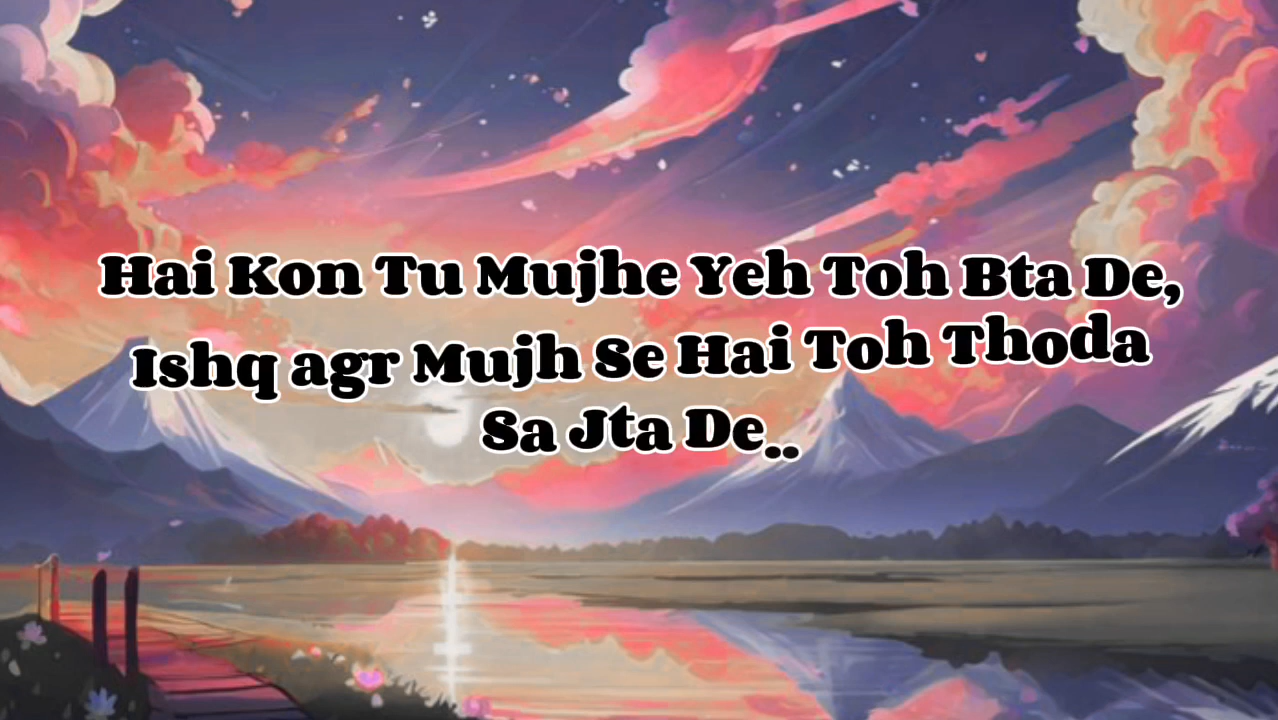 Hai Kon Tu Mujhe Yeh Toh Bta De,
Ishq agr Mujh Se Hai Toh Thoda
Sa Jta De..